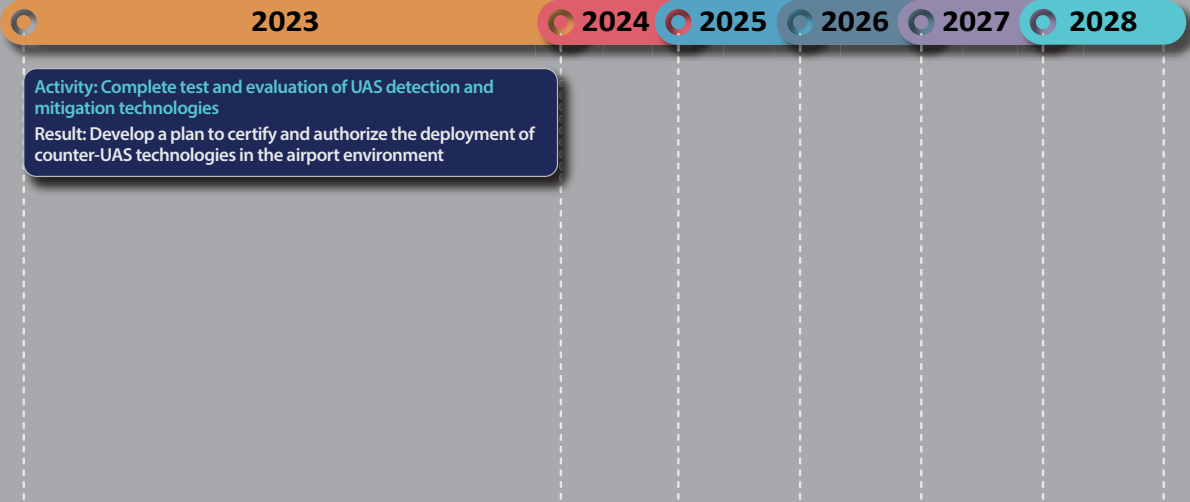 2023 2024 2025 2026 2027 2028
Activity: Complete test and evaluation of UAS detection and
mitigation technologies
Result: Develop a plan to certify and authorize the deployment of
counter-UAS technologies in the airport environment